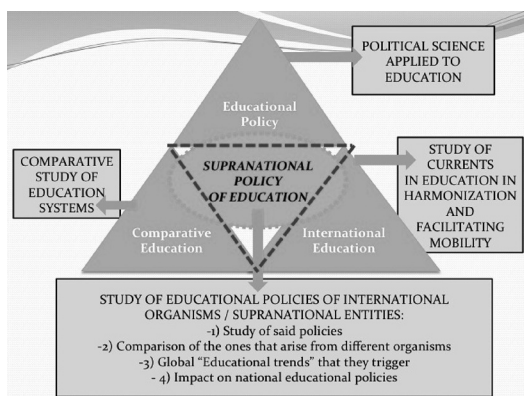 POLITICAL SCIENCE
APPLIED TO
EDUCATION
Educational
Policy
SUPRANATIONAL
POLICY
OF EDUCATION
COMPARATIVE
STUDY OF
EDUCATION
SYSTEMS
STUDY OF
CURRENTS
IN EDUCATION IN
HARMONIZATION
AND
FACILITATING
MOBILITY
Comparative
Education
International
Education
STUDY OF EDUCATIONAL POLICIES OF INTERNATIONAL
ORGANISMS / SUPRANATIONAL ENTITIES:
-1) Study of said policies
-2) Comparison of the ones that arise from different organisms
-3) Global “Educational trends” that they trigger
- 4) Impact on national educational policies